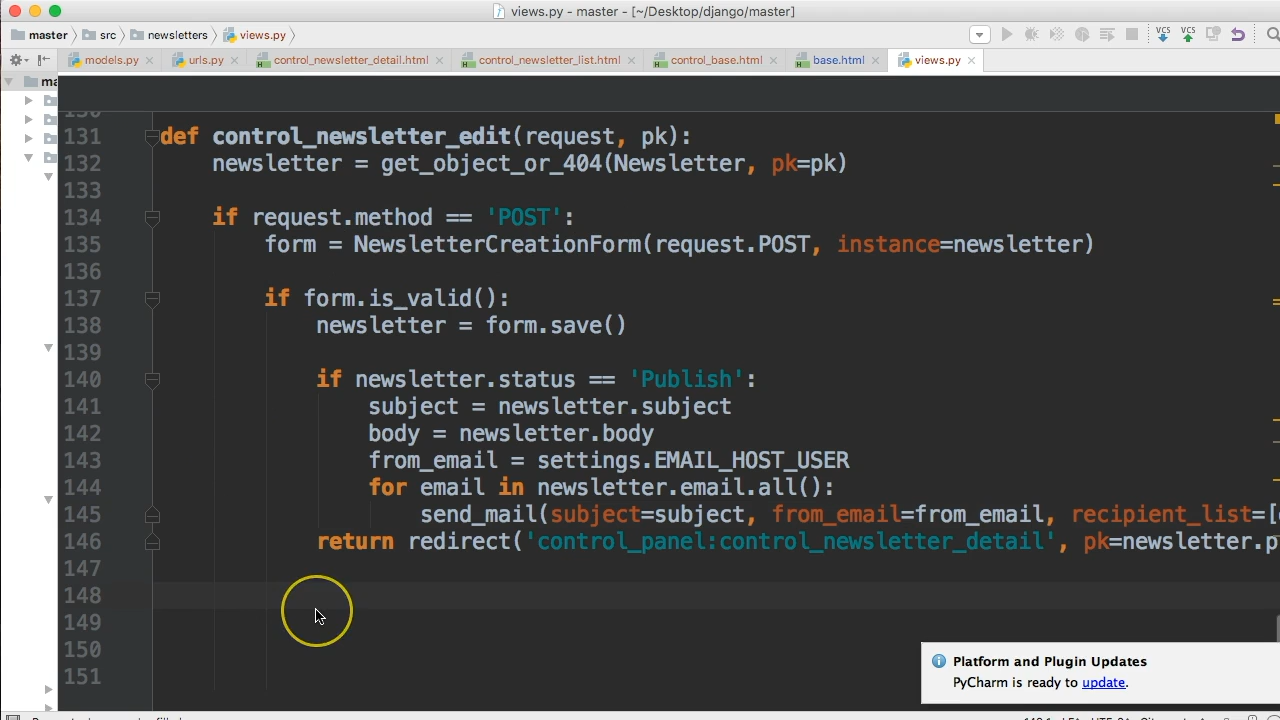 views.py - master - [~/Desktop/django/master]
master src newsletters views.py
models.py urls.py control_newsletter_detail.html control_newsletter_list.html control_base.html base.html views.py
ma
131 def control_newsletter_edit(request, pk):
132 newsletter = get_object_or_404(Newsletter, pk=pk)
133
134 if request.method == 'POST':
135 form = NewsletterCreationForm(request.POST, instance=newsletter)
136
137 if form.is_valid():
138 newsletter = form.save()
139
140 if newsletter.status == 'Publish':
141 subject = newsletter.subject
142 body = newsletter.body
143 from_email = settings.EMAIL_HOST_USER
144 for email in newsletter.email.all():
145 send_mail(subject=subject, from_email=from_email, recipient_list=[
146 return redirect('control_panel:control_newsletter_detail', pk=newsletter.p
147
148
149
150
151
Platform and Plugin Updates
PyCharm is ready to update.